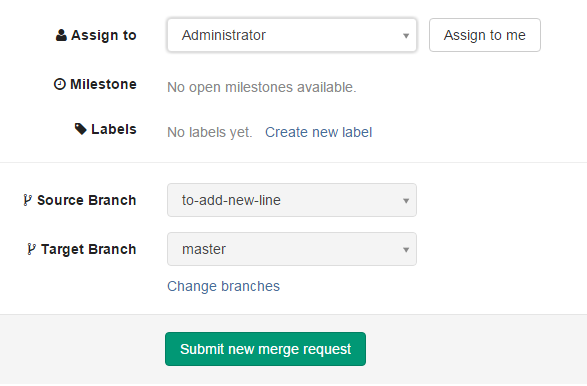 Assign to Administrator Assign to me
Milestone No open milestones available.
Labels No labels yet. Create new label
Source Branch to-add-new-line
Target Branch master
Change branches
Submit new merge request